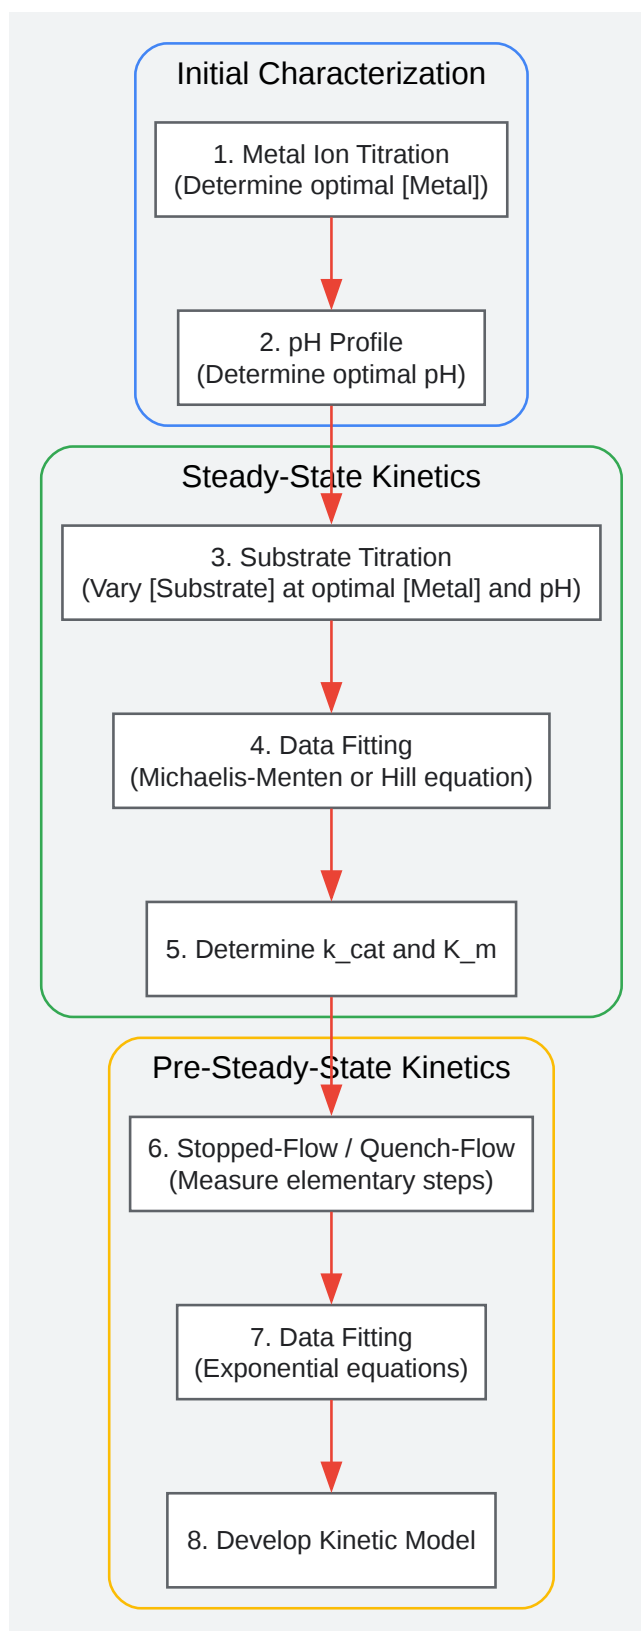 Initial Characterization
1. Metal Ion Titration
(Determine optimal [Metal])
2. pH Profile
(Determine optimal pH)
Steady-State Kinetics
3. Substrate Titration
(Vary [Substrate] at optimal [Metal] and pH)
4. Data Fitting
(Michaelis-Menten or Hill equation)
5. Determine k_cat and K_m
Pre-Steady-State Kinetics
6. Stopped-Flow / Quench-Flow
(Measure elementary steps)
7. Data Fitting
(Exponential equations)
8. Develop Kinetic Model